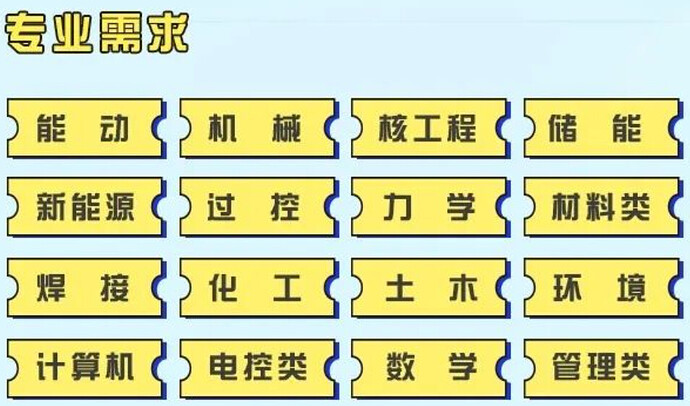 专业需求
能动 机械 核工程 储能
新能源 过控 力学 材料类
焊接 化工 土木 环境
计算机 电控类 数学 管理类